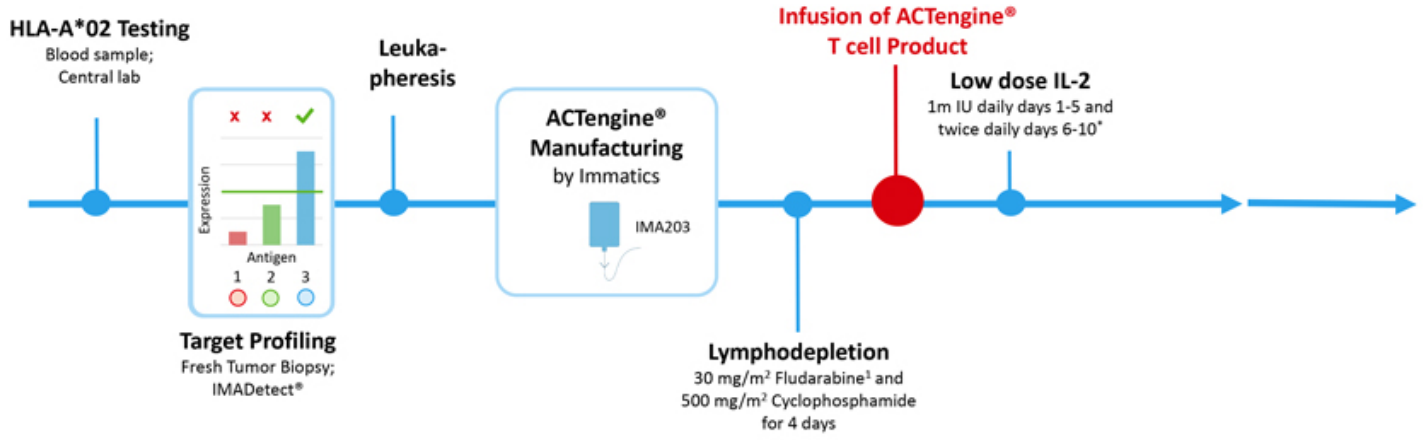 HLA-A*02 Testing
Blood sample;
Central lab
x x ✓
Expression
Antigen
1 2 3
Target Profiling
Fresh Tumor Biopsy;
IMADetect®
Leuka-
pheresis
ACTengine®
Manufacturing
by Immatics
IMA203
Lymphodepletion
30 mg/m² Fludarabine¹ and
500 mg/m² Cyclophosphamide
for 4 days
Infusion of ACTengine®
T cell Product
Low dose IL-2
1m IU daily days 1-5 and
twice daily days 6-10*